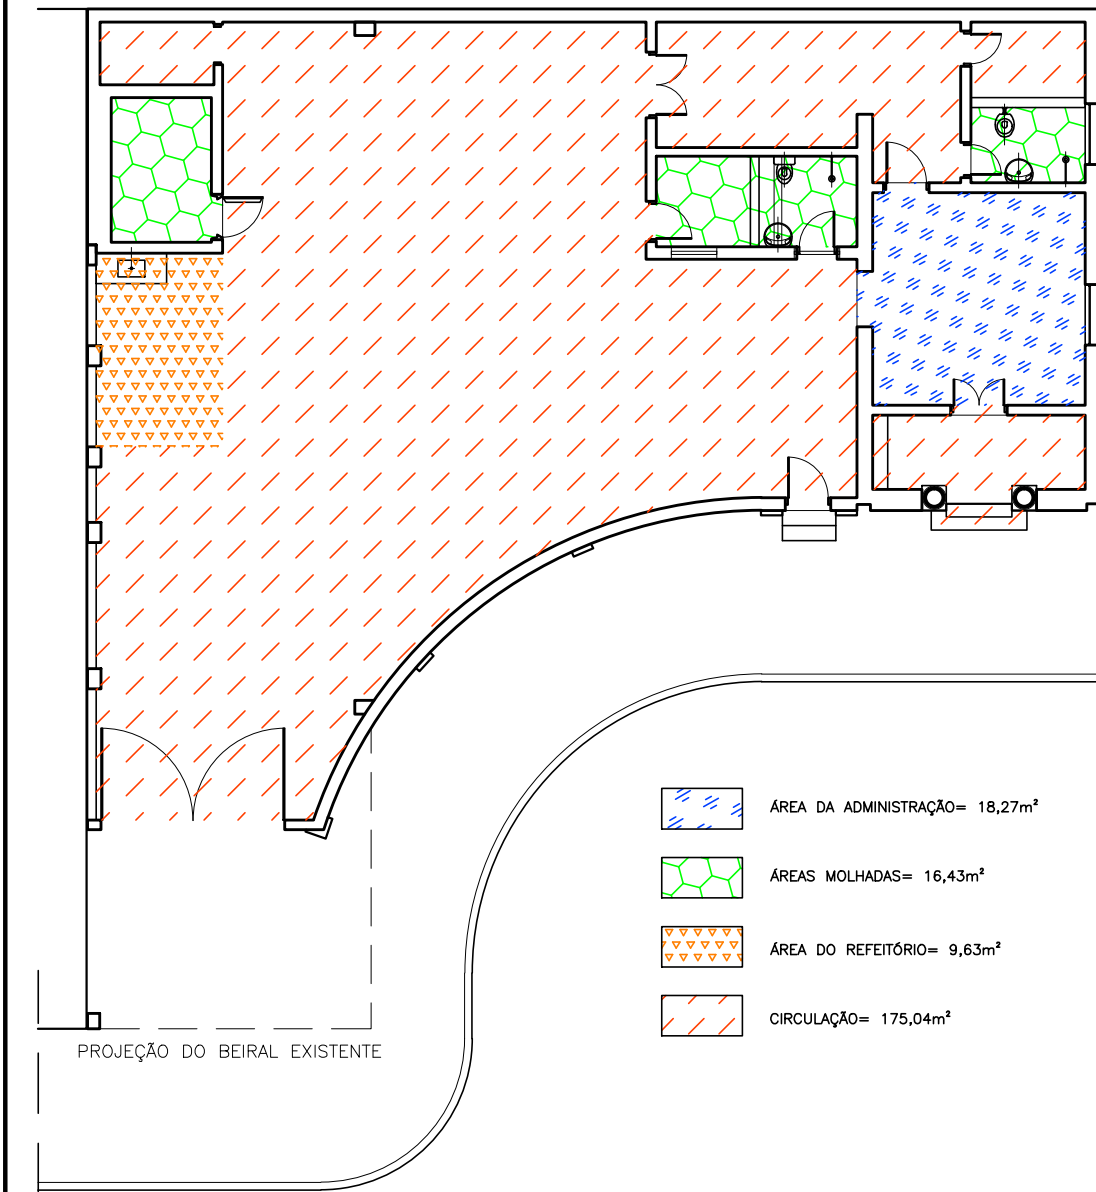 ÁREA DA ADMINISTRAÇÃO= 18,27m²
ÁREAS MOLHADAS= 16,43m²
ÁREA DO REFEITÓRIO= 9,63m²
CIRCULAÇÃO= 175,04m²
PROJEÇÃO DO BEIRAL EXISTENTE